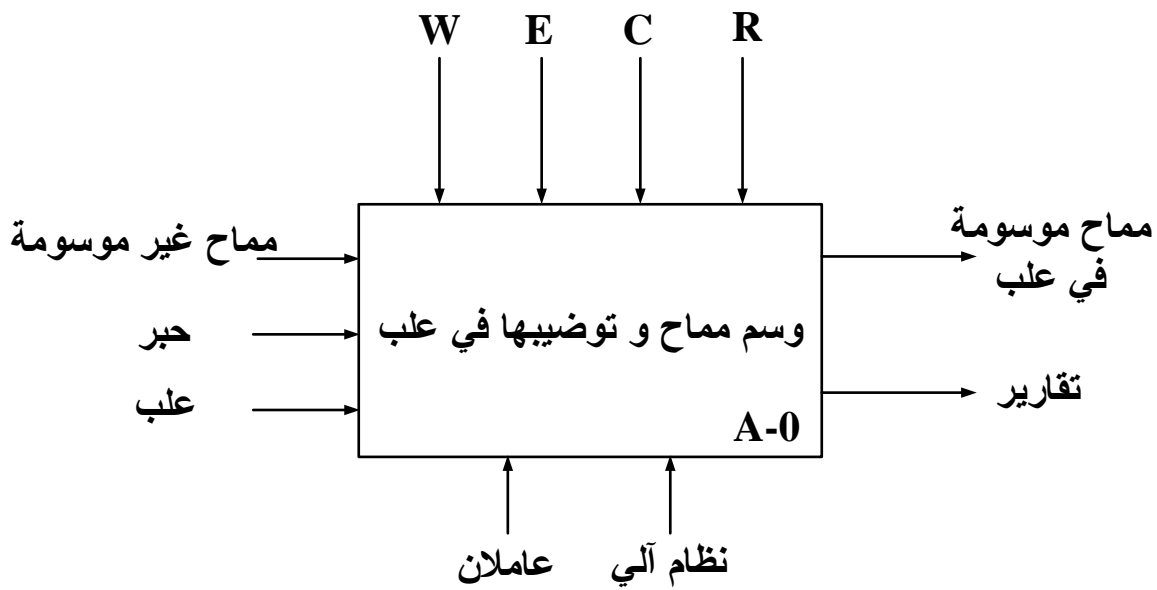 W E C R
مماح غير موسومة
حبر
علب
وسم مماح و توضيبها في علب
A-0
مماح موسومة
في علب
تقارير
عاملان
نظام آلي